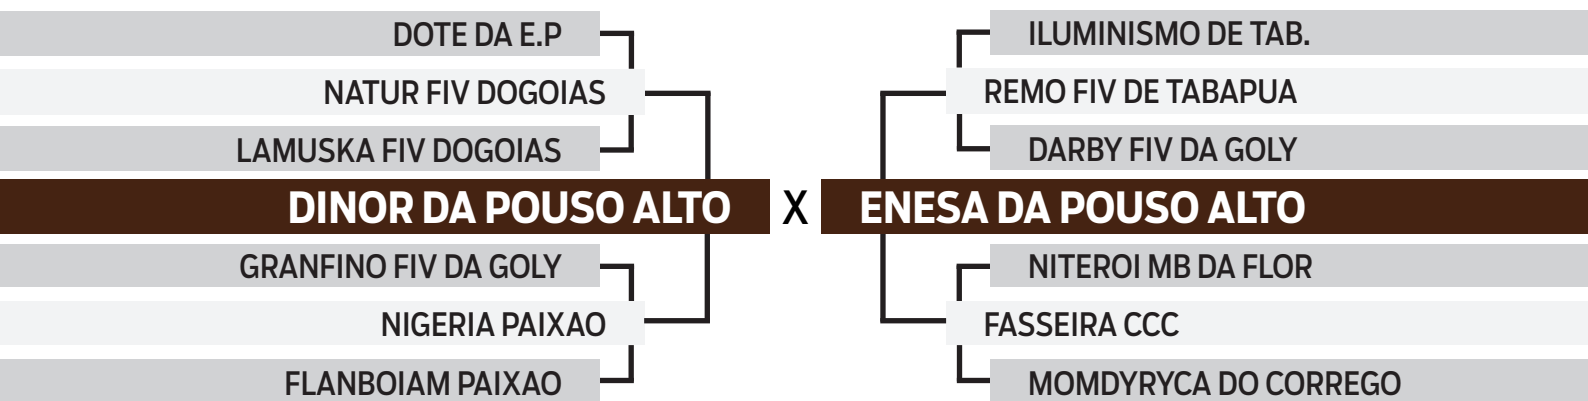 DOTE DA E.P
ILUMINISMO DE TAB.
NATUR FIV DOGOIAS
REMO FIV DE TABAPUA
LAMUSKA FIV DOGOIAS
DARBY FIV DA GOLY
DINOR DA POUSO ALTO X ENESA DA POUSO ALTO
GRANFINO FIV DA GOLY
NITEROI MB DA FLOR
NIGERIA PAIXAO
FASSEIRA CCC
FLANBOIAM PAIXAO
MOMDYRYCA DO CORREGO